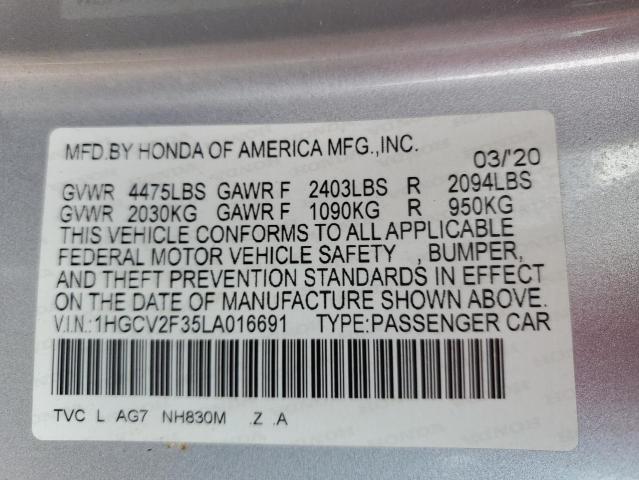 MFD.BY HONDA OF AMERICA MFG.,INC. 03/'20
GVWR 4475LBS GAWR F 2403LBS R 2094LBS
GVWR 2030KG GAWR F 1090KG R 950KG
THIS VEHICLE CONFORMS TO ALL APPLICABLE
FEDERAL MOTOR VEHICLE SAFETY , BUMPER,
AND THEFT PREVENTION STANDARDS IN EFFECT
ON THE DATE OF MANUFACTURE SHOWN ABOVE.
V.I.N.:1HGCV2F35LA016691 TYPE:PASSENGER CAR
TVC L AG7 NH830M .Z .A